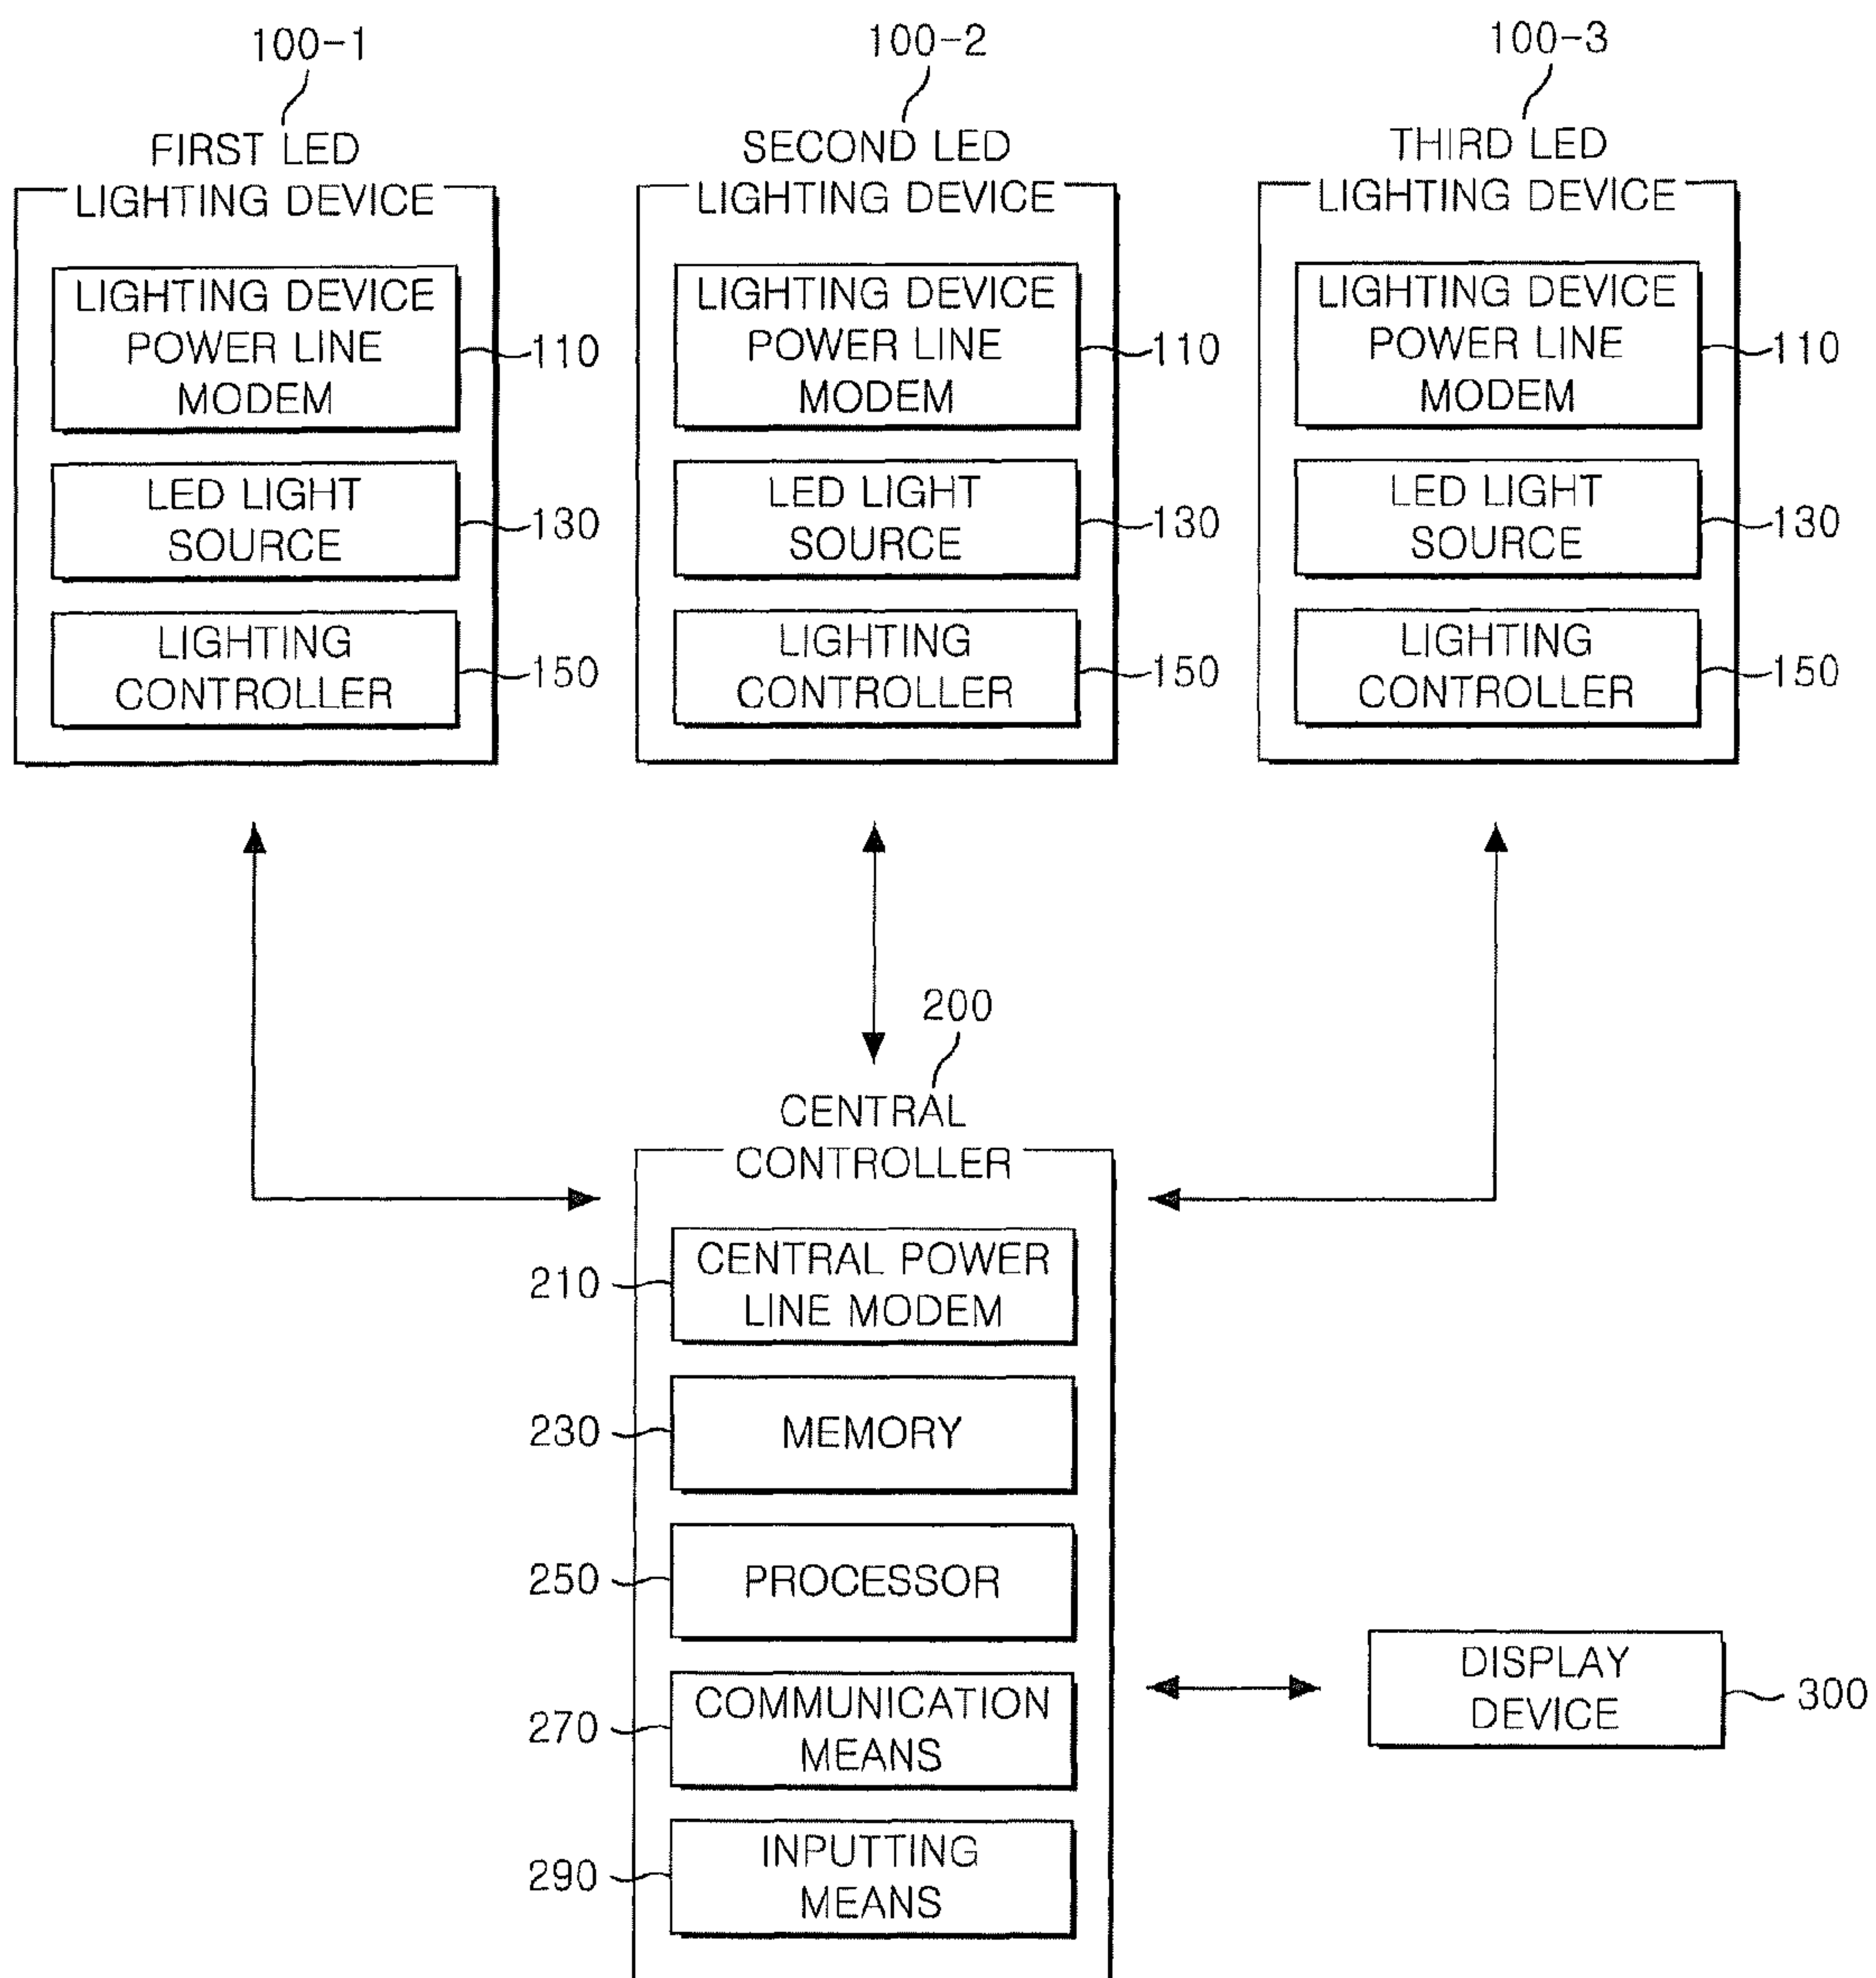 100-1
FIRST LED
LIGHTING DEVICE
LIGHTING DEVICE
POWER LINE
MODEM
110
LED LIGHT
SOURCE
130
LIGHTING
CONTROLLER
150
100-2
SECOND LED
LIGHTING DEVICE
LIGHTING DEVICE
POWER LINE
MODEM
110
LED LIGHT
SOURCE
130
LIGHTING
CONTROLLER
150
100-3
THIRD LED
LIGHTING DEVICE
LIGHTING DEVICE
POWER LINE
MODEM
110
LED LIGHT
SOURCE
130
LIGHTING
CONTROLLER
150
200
CENTRAL
CONTROLLER
210
CENTRAL POWER
LINE MODEM
230
MEMORY
250
PROCESSOR
270
COMMUNICATION
MEANS
290
INPUTTING
MEANS
DISPLAY
DEVICE
300